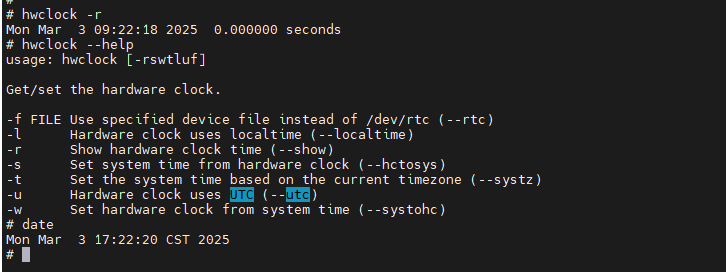 #
# hwclock -r
Mon Mar  3 09:22:18 2025  0.000000 seconds
# hwclock --help
usage: hwclock [-rswtluf]

Get/set the hardware clock.

-f FILE Use specified device file instead of /dev/rtc (--rtc)
-l      Hardware clock uses localtime (--localtime)
-r      Show hardware clock time (--show)
-s      Set system time from hardware clock (--hctosys)
-t      Set the system time based on the current timezone (--systz)
-u      Hardware clock uses UTC (--utc)
-w      Set hardware clock from system time (--systohc)
# date
Mon Mar  3 17:22:20 CST 2025
#